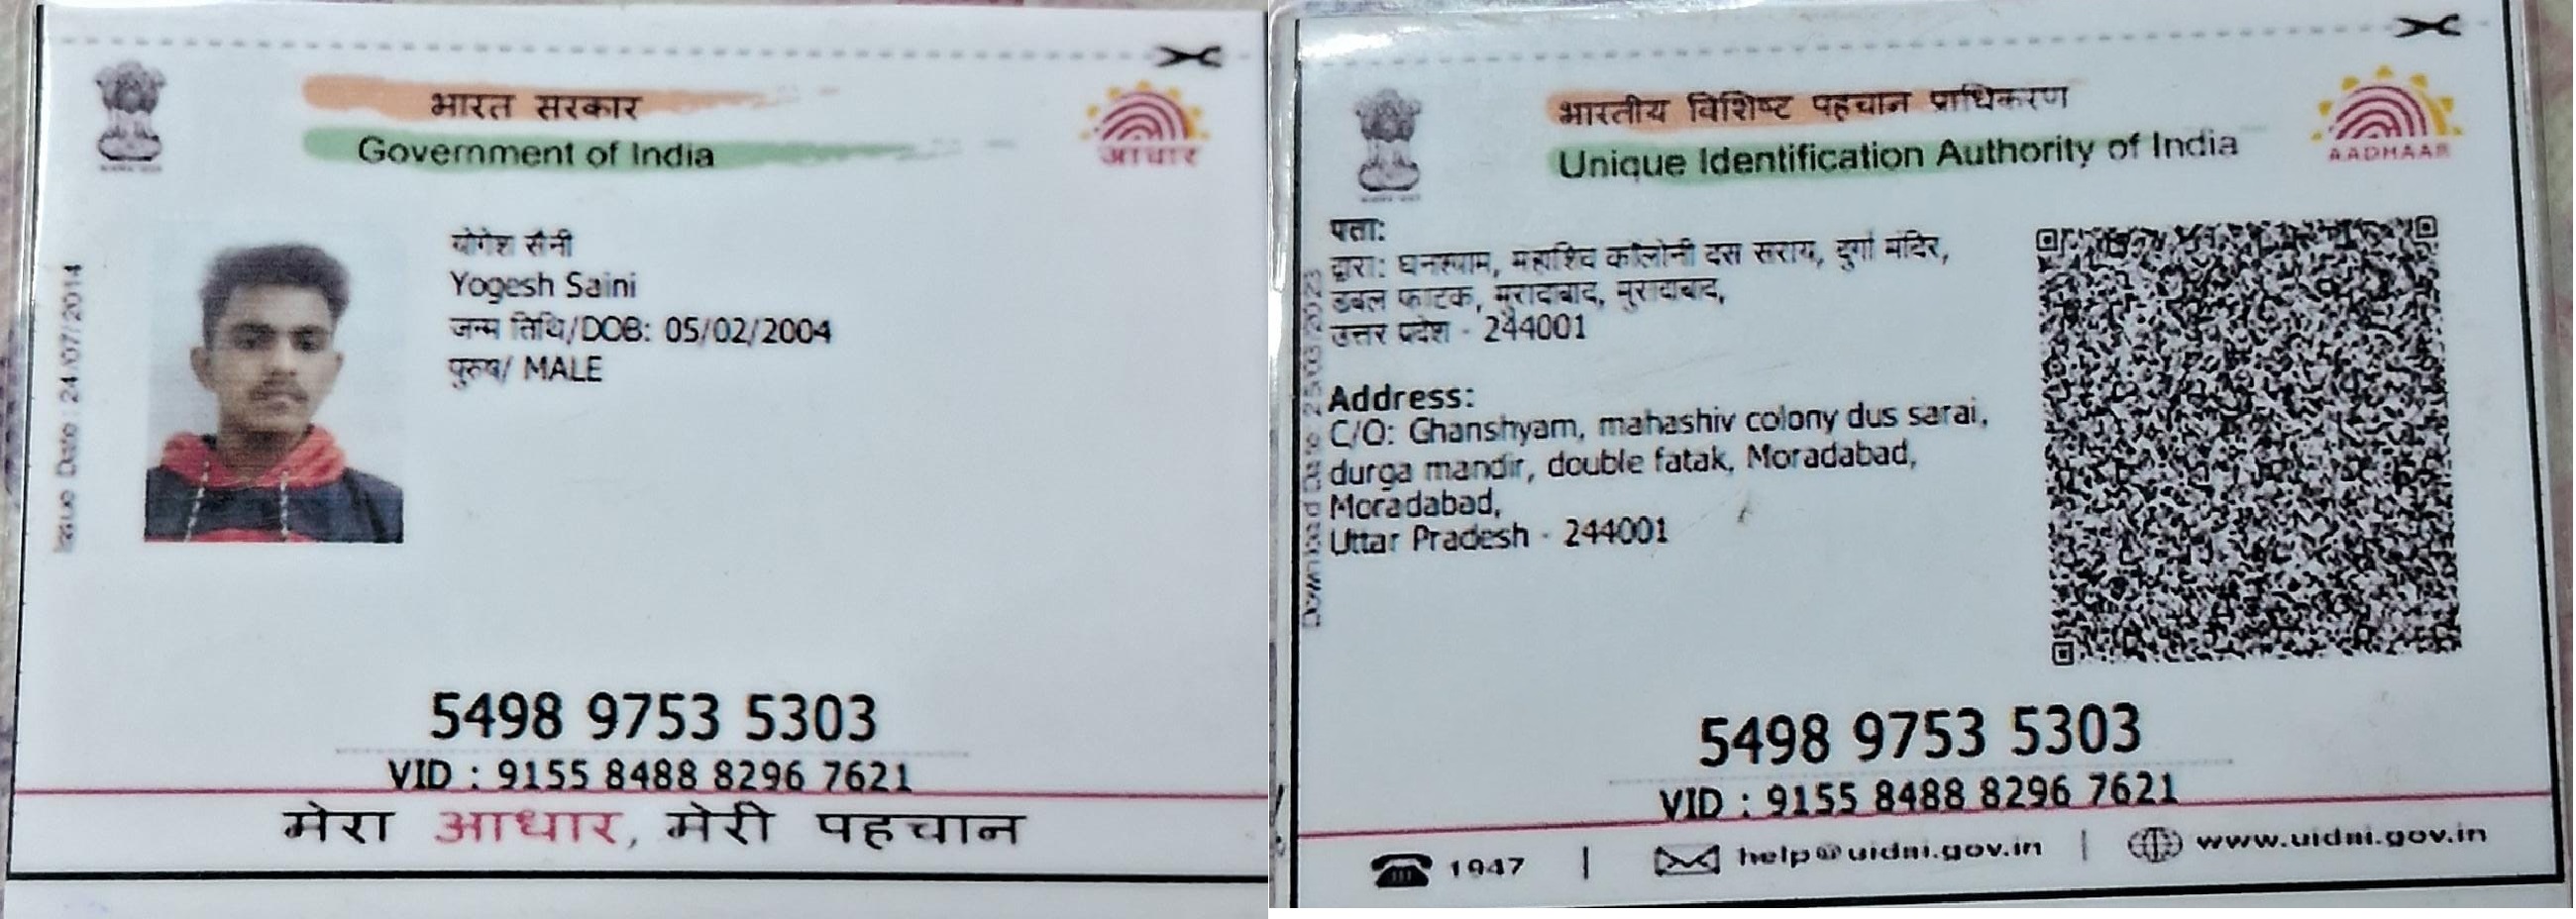 भारत सरकार
Government of India
आधार
Issue Date: 24/07/2014
योगेश सैनी
Yogesh Saini
जन्म तिथि/DOB: 05/02/2004
पुरुष/ MALE
5498 9753 5303
VID : 9155 8488 8296 7621
मेरा आधार, मेरी पहचान
भारतीय विशिष्ट पहचान प्राधिकरण
Unique Identification Authority of India
AADHAAR
Download Date: 25/03/2023
पता:
द्वारा: घनश्याम, महाशिव कॉलोनी दस सराय, दुर्गा मंदिर,
डबल फाटक, मुरादाबाद, मुरादाबाद,
उत्तर प्रदेश - 244001
Address:
C/O: Ghanshyam, mahashiv colony dus sarai,
durga mandir, double fatak, Moradabad,
Moradabad,
Uttar Pradesh - 244001
5498 9753 5303
VID : 9155 8488 8296 7621
1947 | help@uidai.gov.in | www.uidai.gov.in